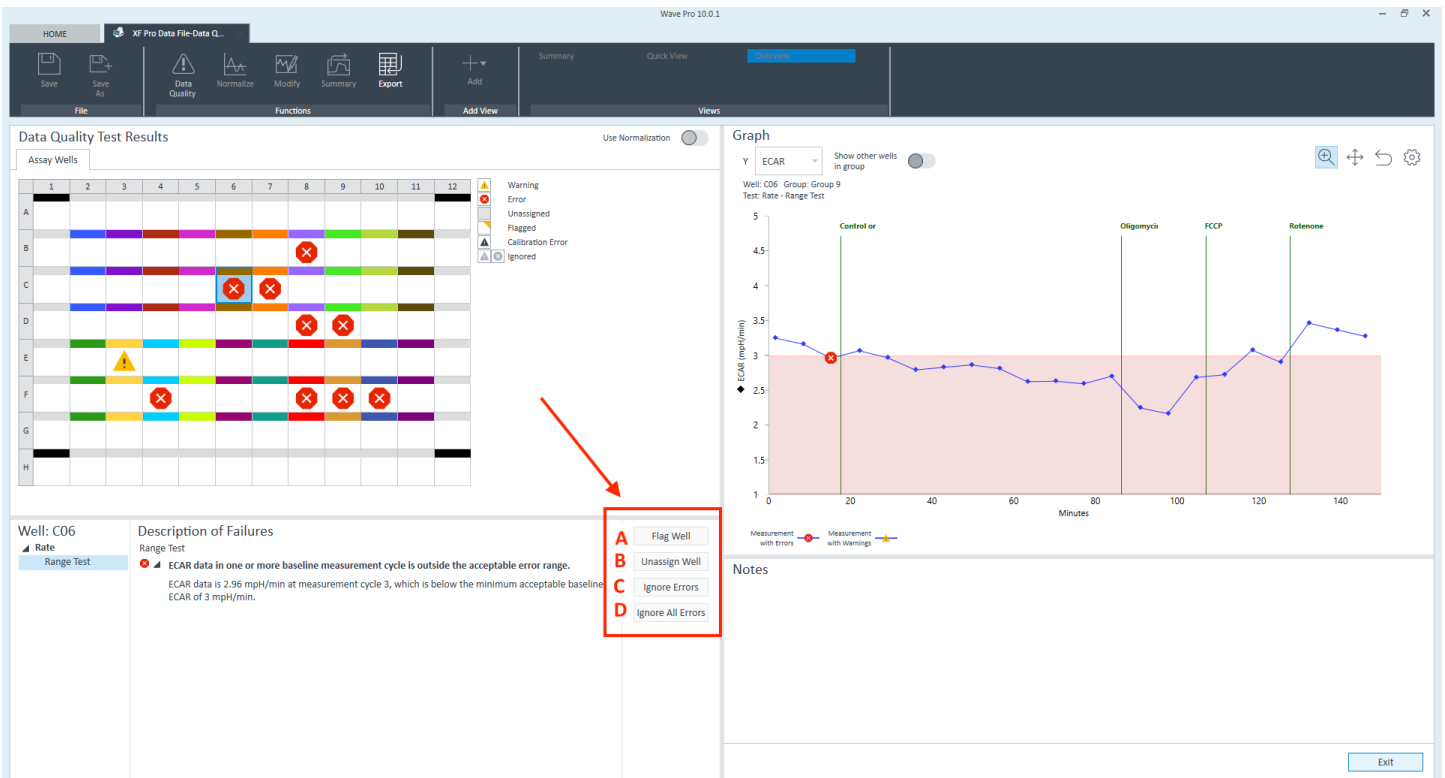 Wave Pro 10.0.1
HOME
XF Pro Data File-Data Q...
Save
Save As
Data Quality
Normalize
Modify
Summary
Export
Add
Summary
Quick View
Overview
File
Functions
Add View
Views
Data Quality Test Results
Use Normalization
Assay Wells
1 2 3 4 5 6 7 8 9 10 11 12
A
B
C
D
E
F
G
H
Warning
Error
Unassigned
Flagged
Calibration Error
Ignored
Graph
Y ECAR
Show other wells
in group
Well: C06 Group: Group 9
Test: Rate - Range Test
Control or
Oligomycin
FCCP
Rotenone
5
4.5
4
3.5
3
2.5
2
1.5
1
ECAR (mpH/min)
0 20 40 60 80 100 120 140
Minutes
Measurement
with Errors
Measurement
with Warnings
Well: C06
Rate
Range Test
Description of Failures
Range Test
ECAR data in one or more baseline measurement cycle is outside the acceptable error range.
ECAR data is 2.96 mpH/min at measurement cycle 3, which is below the minimum acceptable baseline
ECAR of 3 mpH/min.
A Flag Well
B Unassign Well
C Ignore Errors
D Ignore All Errors
Notes
Exit